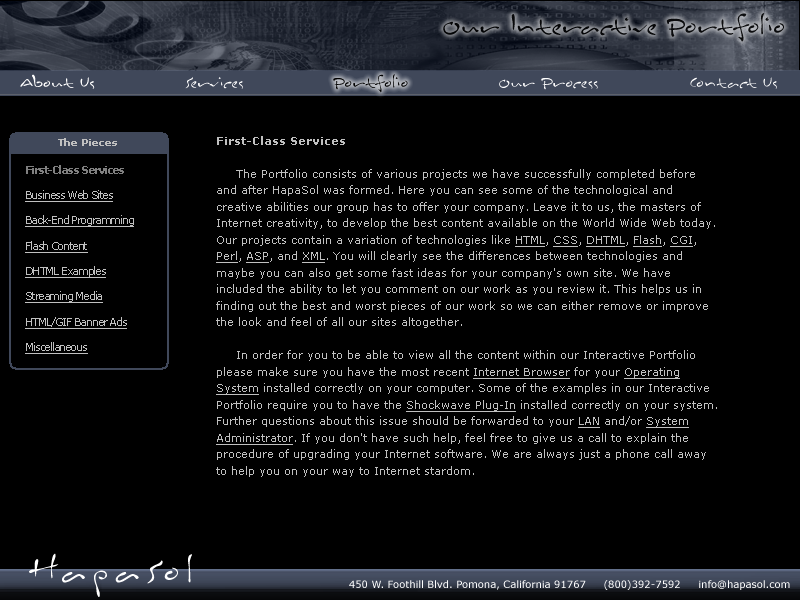 Our Interactive Portfolio
About Us
Services
Portfolio
Our Process
Contact Us
The Pieces
First-Class Services
Business Web Sites
Back-End Programming
Flash Content
DHTML Examples
Streaming Media
HTML/GIF Banner Ads
Miscellaneous
First-Class Services
The Portfolio consists of various projects we have successfully completed before
and after HapaSol was formed. Here you can see some of the technological and
creative abilities our group has to offer your company. Leave it to us, the masters of
Internet creativity, to develop the best content available on the World Wide Web today.
Our projects contain a variation of technologies like HTML, CSS, DHTML, Flash, CGI,
Perl, ASP, and XML. You will clearly see the differences between technologies and
maybe you can also get some fast ideas for your company's own site. We have
included the ability to let you comment on our work as you review it. This helps us in
finding out the best and worst pieces of our work so we can either remove or improve
the look and feel of all our sites altogether.
In order for you to be able to view all the content within our Interactive Portfolio
please make sure you have the most recent Internet Browser for your Operating
System installed correctly on your computer. Some of the examples in our Interactive
Portfolio require you to have the Shockwave Plug-In installed correctly on your system.
Further questions about this issue should be forwarded to your LAN and/or System
Administrator. If you don't have such help, feel free to give us a call to explain the
procedure of upgrading your Internet software. We are always just a phone call away
to help you on your way to Internet stardom.
HapaSol
450 W. Foothill Blvd. Pomona, California 91767 (800)392-7592 info@hapasol.com